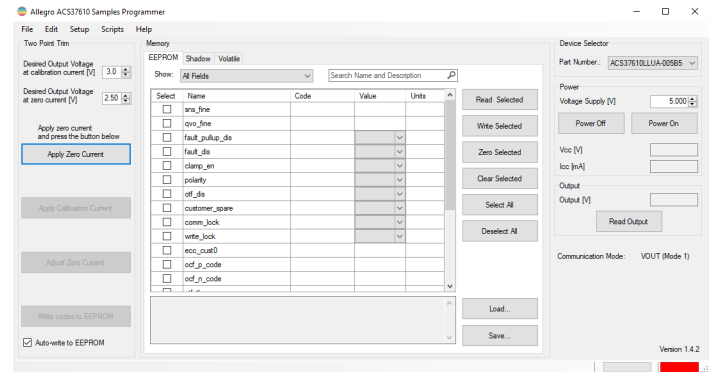 Allegro ACS37610 Samples Programmer
File Edit Setup Scripts Help
Two Point Trim
Desired Output Voltage
at calibration current [V] 3.0
Desired Output Voltage
at zero current [V] 2.50
Apply zero current
and press the button below
Apply Zero Current
Apply Calibration Current
Adjust Zero Current
Write codes to EEPROM
Auto-write to EEPROM
Memory
EEPROM Shadow Volatile
Show: All Fields Search Name and Description
Select Name Code Value Units
sns_fine
qvo_fine
fault_pullup_dis
fault_dis
clamp_en
polarity
otf_dis
customer_spare
comm_lock
write_lock
ecc_cust0
ocf_p_code
ocf_n_code
Read Selected
Write Selected
Zero Selected
Clear Selected
Select All
Deselect All
Load...
Save...
Device Selector
Part Number.: ACS37610LLUA-005B5
Power
Voltage Supply [V] 5.000
Power Off Power On
Vcc [V]
Icc [mA]
Output
Output [V]
Read Output
Communication Mode: VOUT (Mode 1)
Version 1.4.2